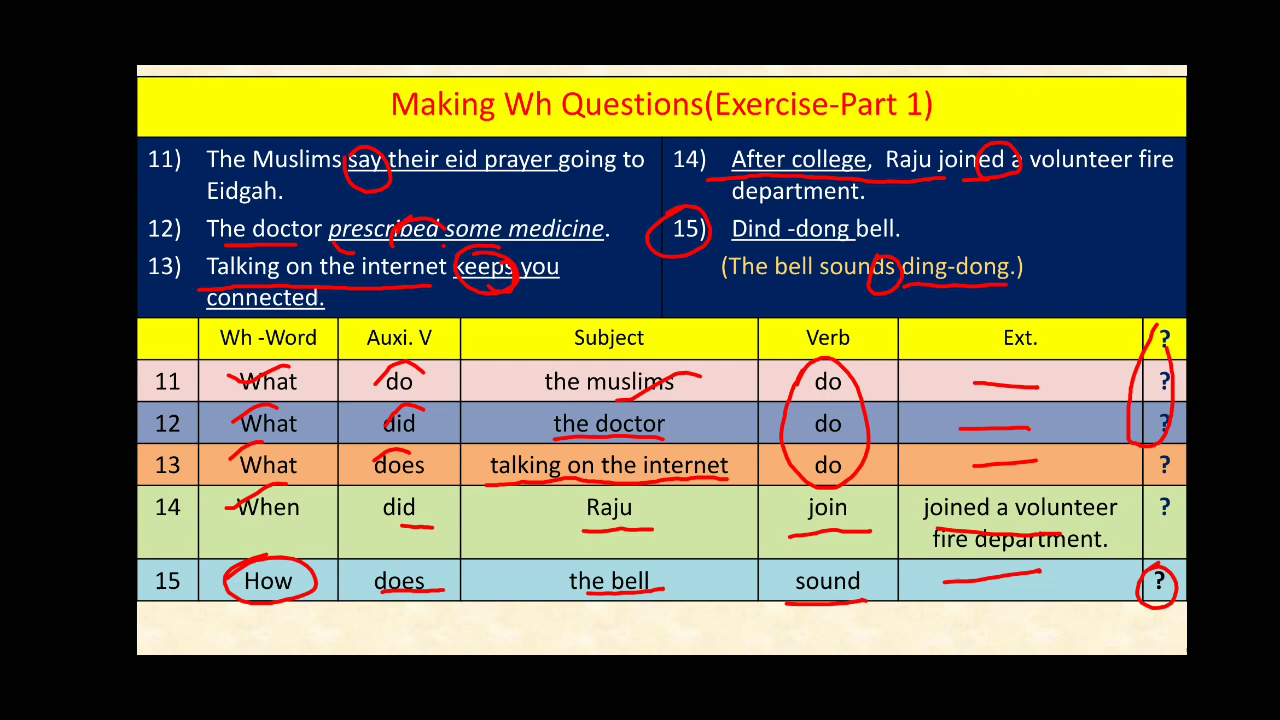 Making Wh Questions(Exercise-Part 1)
11) The Muslims say their eid prayer going to
Eidgah.
12) The doctor prescribed some medicine.
13) Talking on the internet keeps you
connected.
14) After college, Raju joined a volunteer fire
department.
15) Dind -dong bell.
(The bell sounds ding-dong.)
Wh -Word Auxi. V Subject Verb Ext. ?
11 What do the muslims do ?
12 What did the doctor do ?
13 What does talking on the internet do ?
14 When did Raju join joined a volunteer ?
fire department.
15 How does the bell sound ?